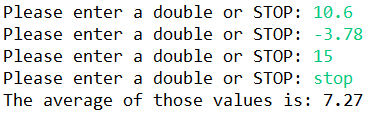 Please enter a double or STOP: 10.6
Please enter a double or STOP: -3.78
Please enter a double or STOP: 15
Please enter a double or STOP: stop
The average of those values is: 7.27